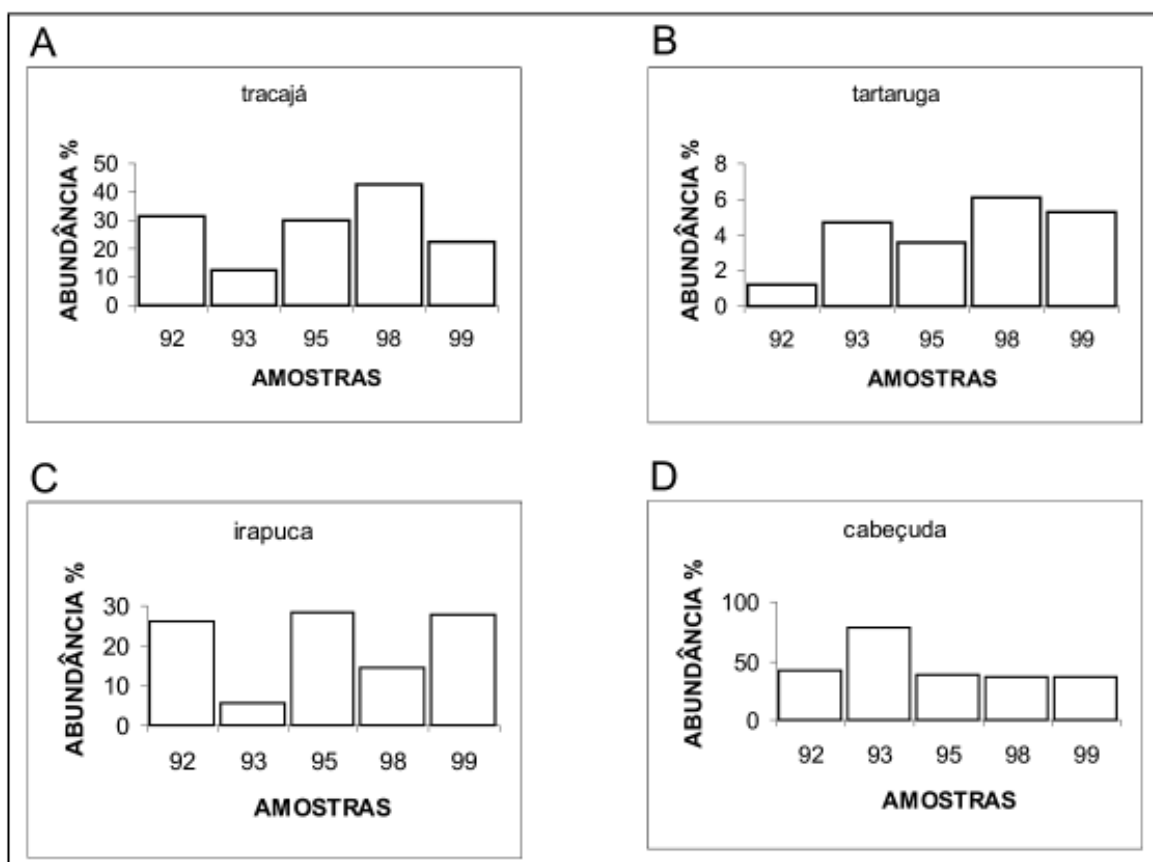 A
tracajá
ABUNDÂNCIA %
50
40
30
20
10
0
92 93 95 98 99
AMOSTRAS
B
tartaruga
ABUNDÂNCIA %
8
6
4
2
0
92 93 95 98 99
AMOSTRAS
C
irapuca
ABUNDÂNCIA %
30
20
10
0
92 93 95 98 99
AMOSTRAS
D
cabeçuda
ABUNDÂNCIA %
100
50
0
92 93 95 98 99
AMOSTRAS